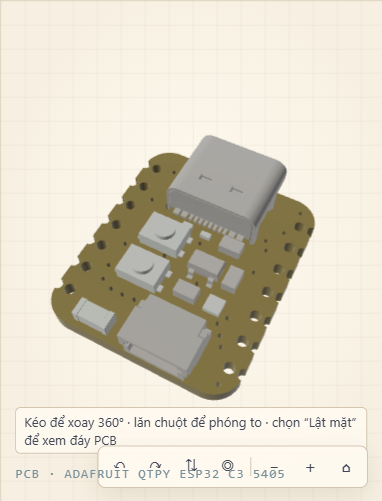 Kéo để xoay 360° · lăn chuột để phóng to · chọn “Lật mặt”
để xem đáy PCB
PCB · ADAFRUIT QTPY ESP32 C3 5405